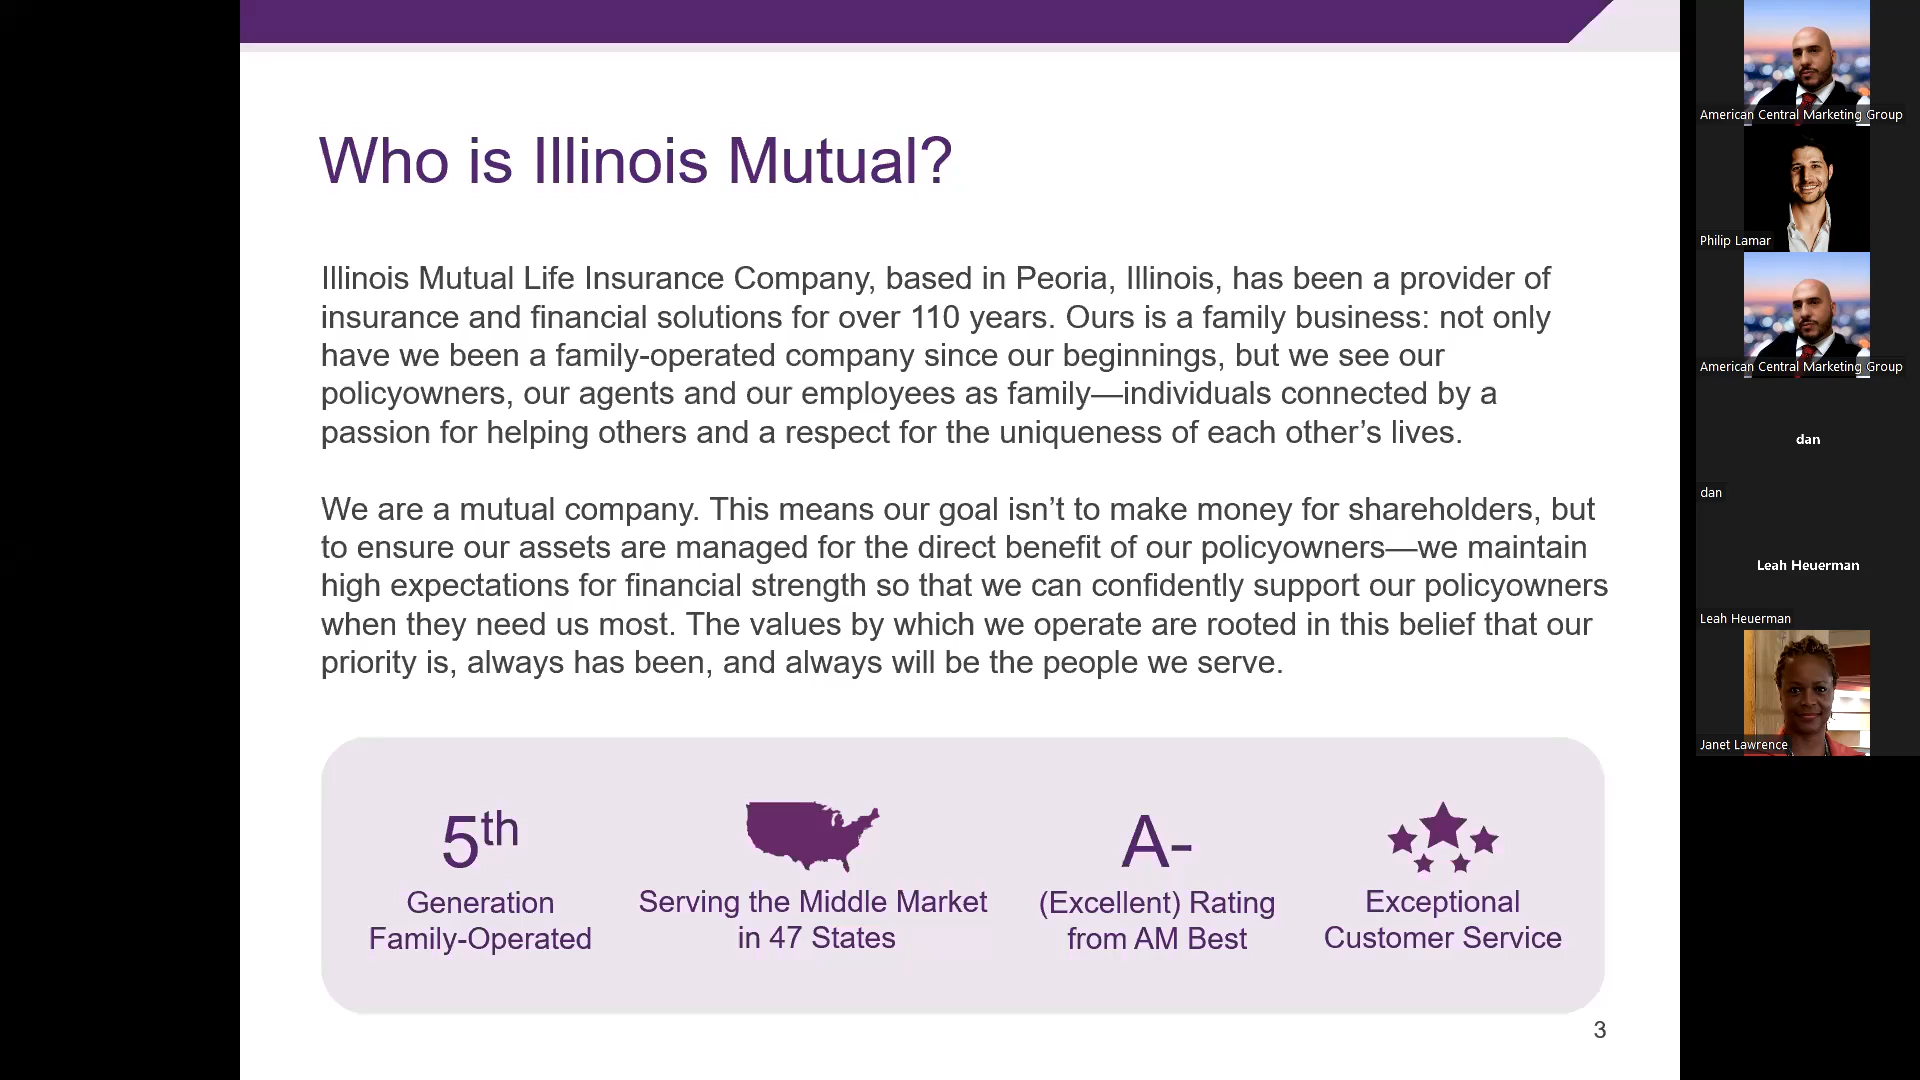 Who is Illinois Mutual?
Illinois Mutual Life Insurance Company, based in Peoria, Illinois, has been a provider of
insurance and financial solutions for over 110 years. Ours is a family business: not only
have we been a family-operated company since our beginnings, but we see our
policyowners, our agents and our employees as family—individuals connected by a
passion for helping others and a respect for the uniqueness of each other’s lives.
We are a mutual company. This means our goal isn’t to make money for shareholders, but
to ensure our assets are managed for the direct benefit of our policyowners—we maintain
high expectations for financial strength so that we can confidently support our policyowners
when they need us most. The values by which we operate are rooted in this belief that our
priority is, always has been, and always will be the people we serve.
5th
Generation
Family-Operated
Serving the Middle Market
in 47 States
A-
(Excellent) Rating
from AM Best
Exceptional
Customer Service
3
American Central Marketing Group
Philip Lamar
American Central Marketing Group
dan
dan
Leah Heuerman
Leah Heuerman
Janet Lawrence